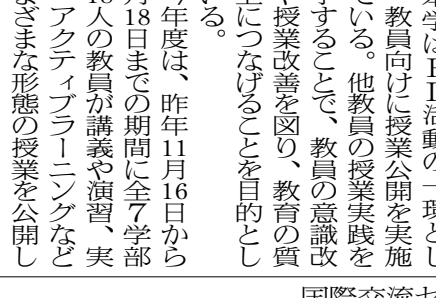 学はFD活動の一環とし
教員向けに授業公開を実施
ている。他教員の授業実践を
することで、教員の意識改
や授業改善を図り、教育の質
につなげることを目的とし
いる。
年度は、昨年11月16日から
月18日までの期間に全7学部
人の教員が講義や演習、実
アクティブラーニングなど
まざまな形態の授業を公開し
国際交流セ